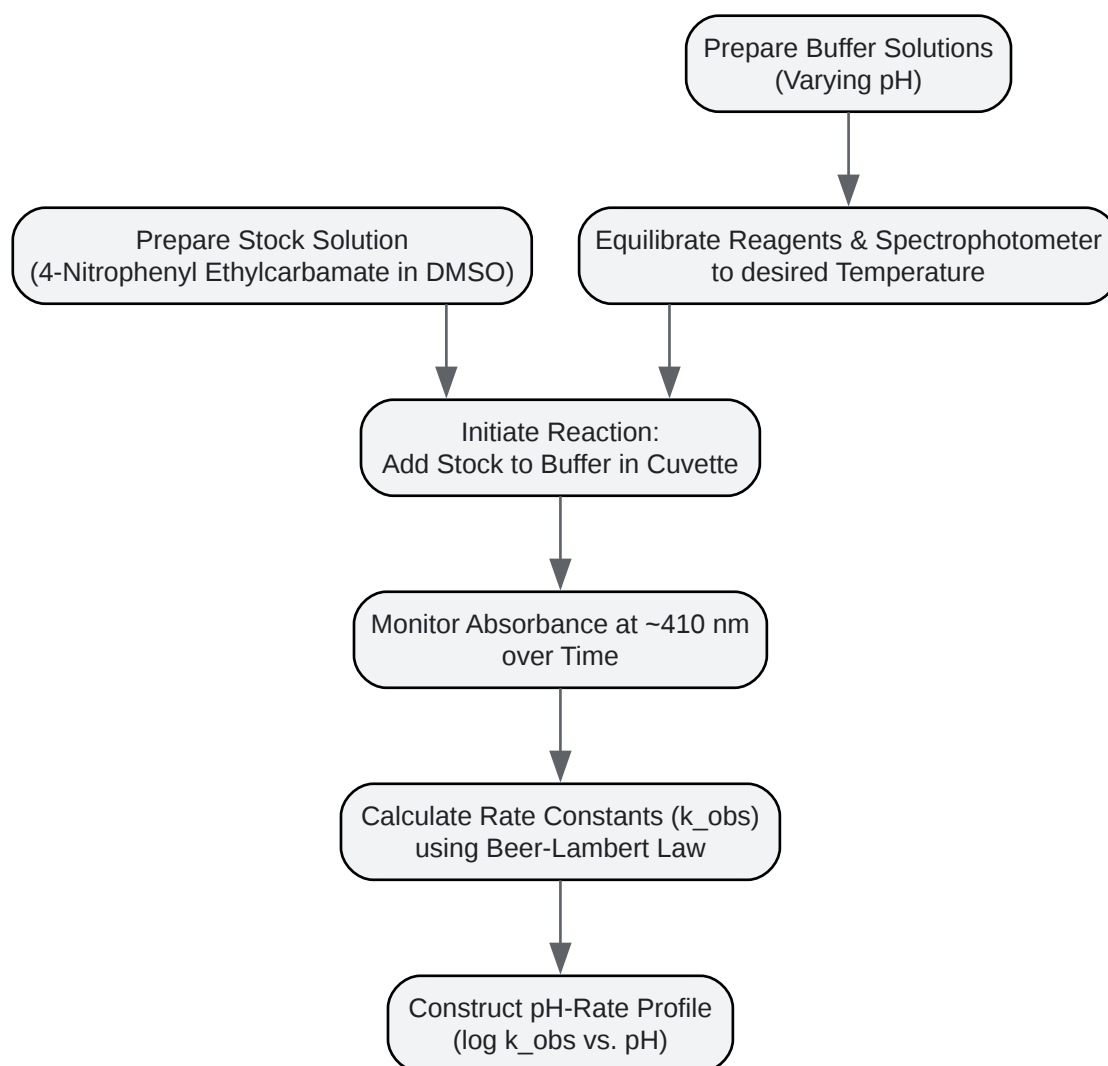 Prepare Buffer Solutions
(Varying pH)
Prepare Stock Solution
(4-Nitrophenyl Ethylcarbamate in DMSO)
Equilibrate Reagents & Spectrophotometer
to desired Temperature
Initiate Reaction:
Add Stock to Buffer in Cuvette
Monitor Absorbance at ~410 nm
over Time
Calculate Rate Constants (k_obs)
using Beer-Lambert Law
Construct pH-Rate Profile
(log k_obs vs. pH)